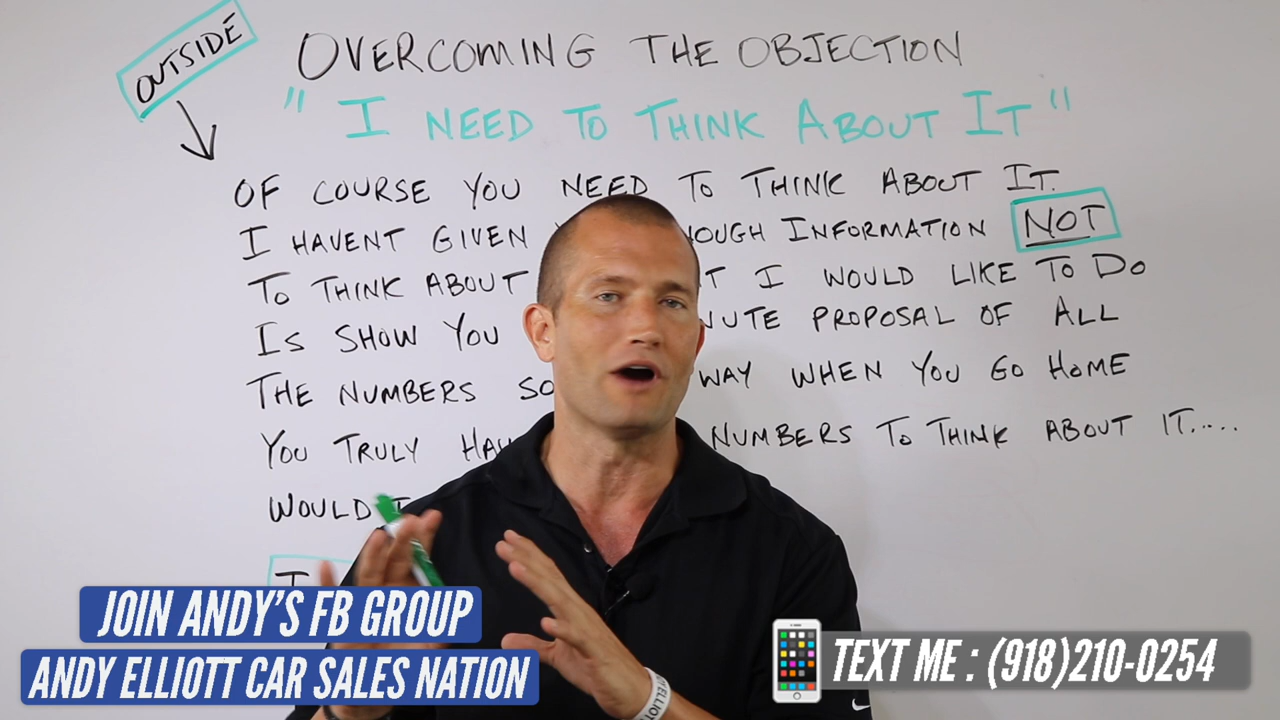 OUTSIDE
OVERCOMING THE OBJECTION
" I NEED TO THINK ABOUT IT "
OF COURSE YOU NEED TO THINK ABOUT IT.
I HAVENT GIVEN INFORMATION NOT
TO THINK ABOUT I WOULD LIKE TO DO
IS SHOW YOU PROPOSAL OF ALL
THE NUMBERS SO WAY WHEN YOU GO HOME
YOU TRULY NUMBERS TO THINK ABOUT IT.....
WOULD
JOIN ANDY'S FB GROUP
ANDY ELLIOTT CAR SALES NATION
TEXT ME : (918)210-0254